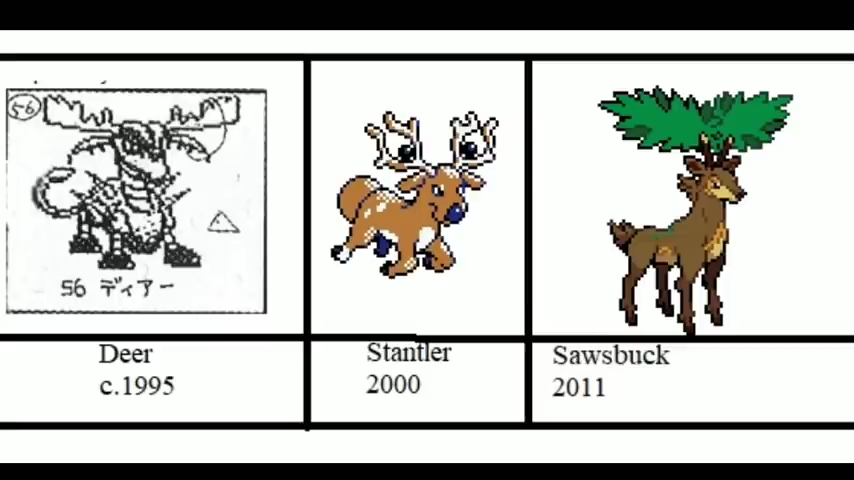 56
56 ディアー
Deer
c.1995
Stantler
2000
Sawsbuck
2011